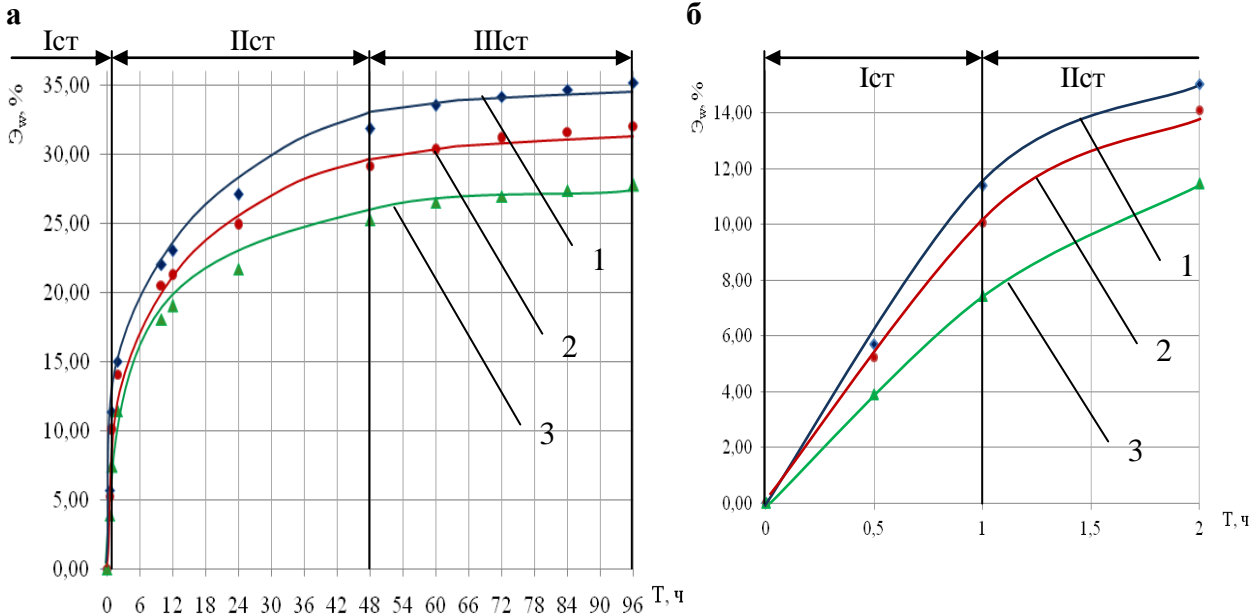 а
Iст
IIст
IIIст
Э_w, %
35,00
30,00
25,00
20,00
15,00
10,00
5,00
0,00
1
2
3
0 6 12 18 24 30 36 42 48 54 60 66 72 78 84 90 96
Т, ч
б
Iст
IIст
Э_w, %
14,00
12,00
10,00
8,00
6,00
4,00
2,00
0,00
1
2
3
0 0,5 1 1,5 2
Т, ч